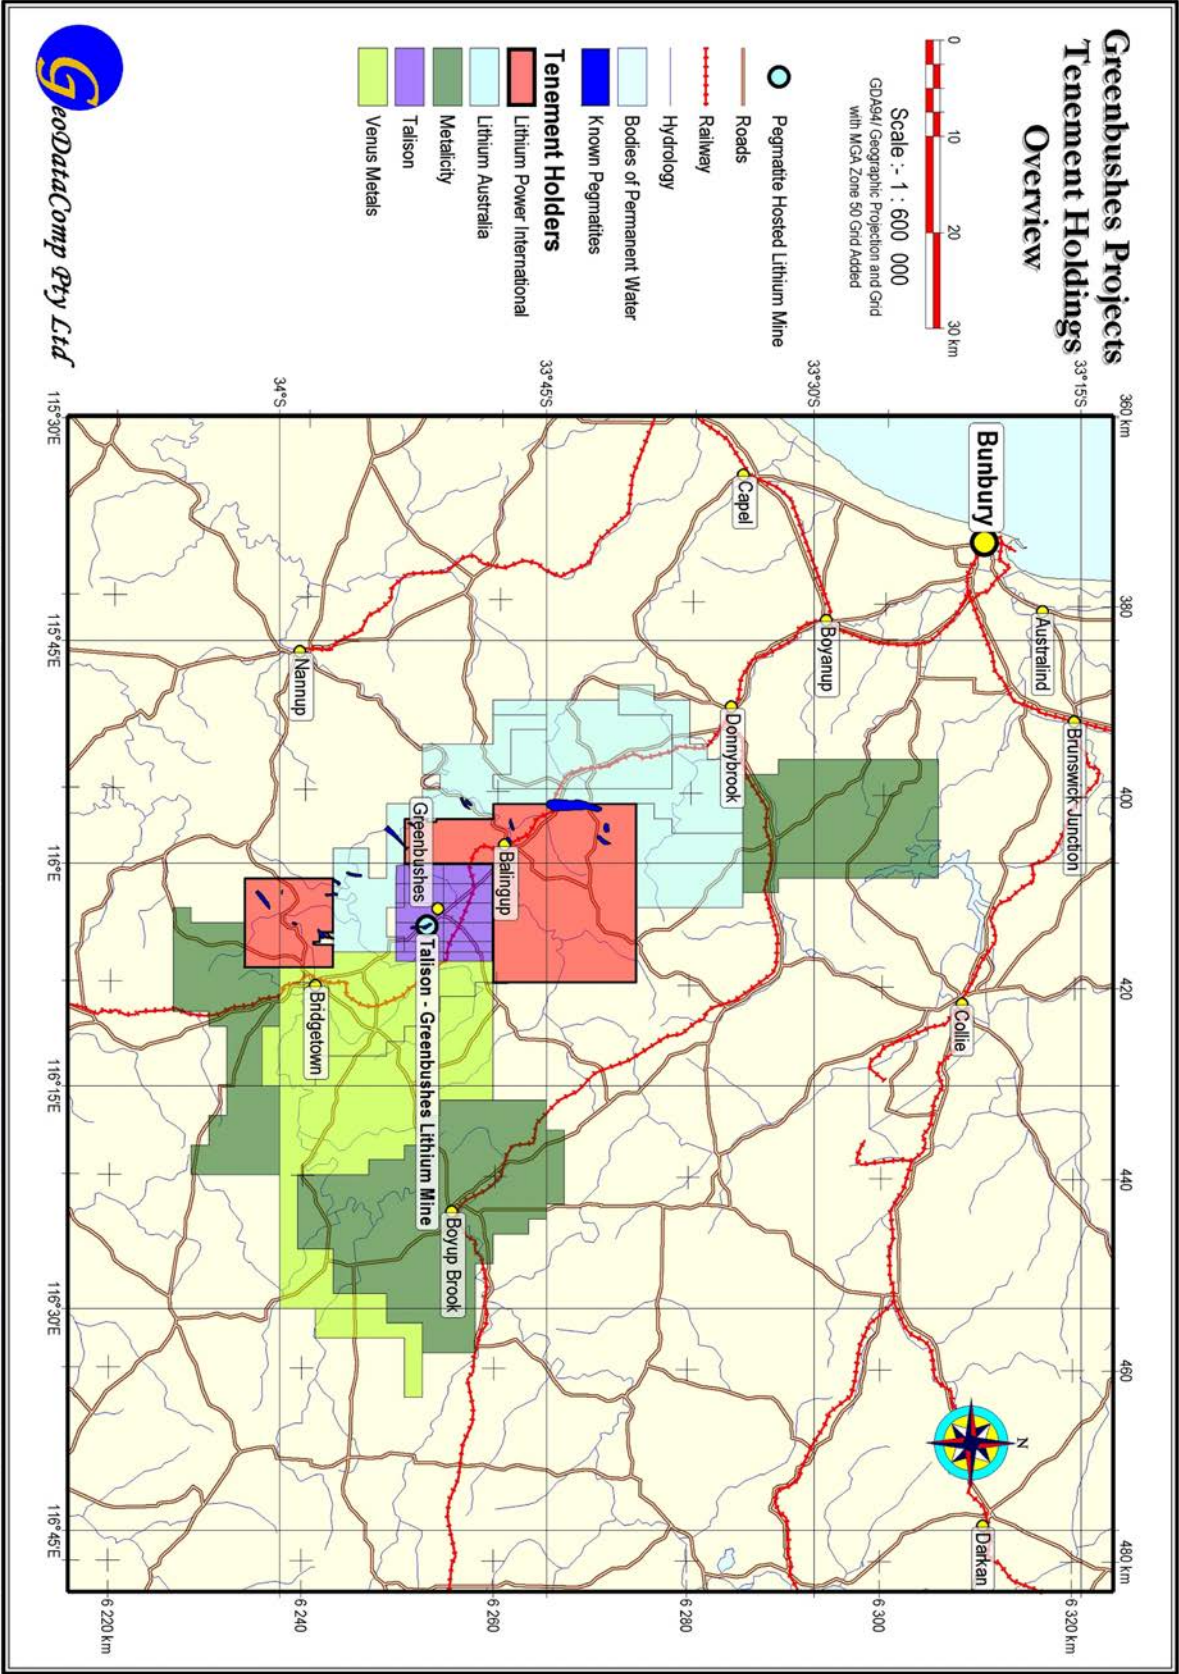 Greenbushes Projects
Tenement Holdings
Overview
0 10 20 30 km
Scale :- 1 : 600 000
GDA94/ Geographic Projection and Grid
with MGA Zone 50 Grid Added
Pegmatite Hosted Lithium Mine
Roads
Railway
Hydrology
Bodies of Permanent Water
Known Pegmatites
Tenement Holders
Lithium Power International
Lithium Australia
Metalicity
Talison
Venus Metals
GeoDataComp Pty Ltd
360 km
380
400
420
440
460
480 km
33°15'S
33°30'S
33°45'S
34°S
Brunswick Junction
Australind
Bunbury
N
Darkan
Collie
Boyanup
Capel
Donnybrook
Balingup
Greenbushes
Talison - Greenbushes Lithium Mine
Boyup Brook
Nannup
Bridgetown
6 320
6 300
6 280
6 260
6 240
6 220 km
115°30'E
115°45'E
116°E
116°15'E
116°30'E
116°45'E